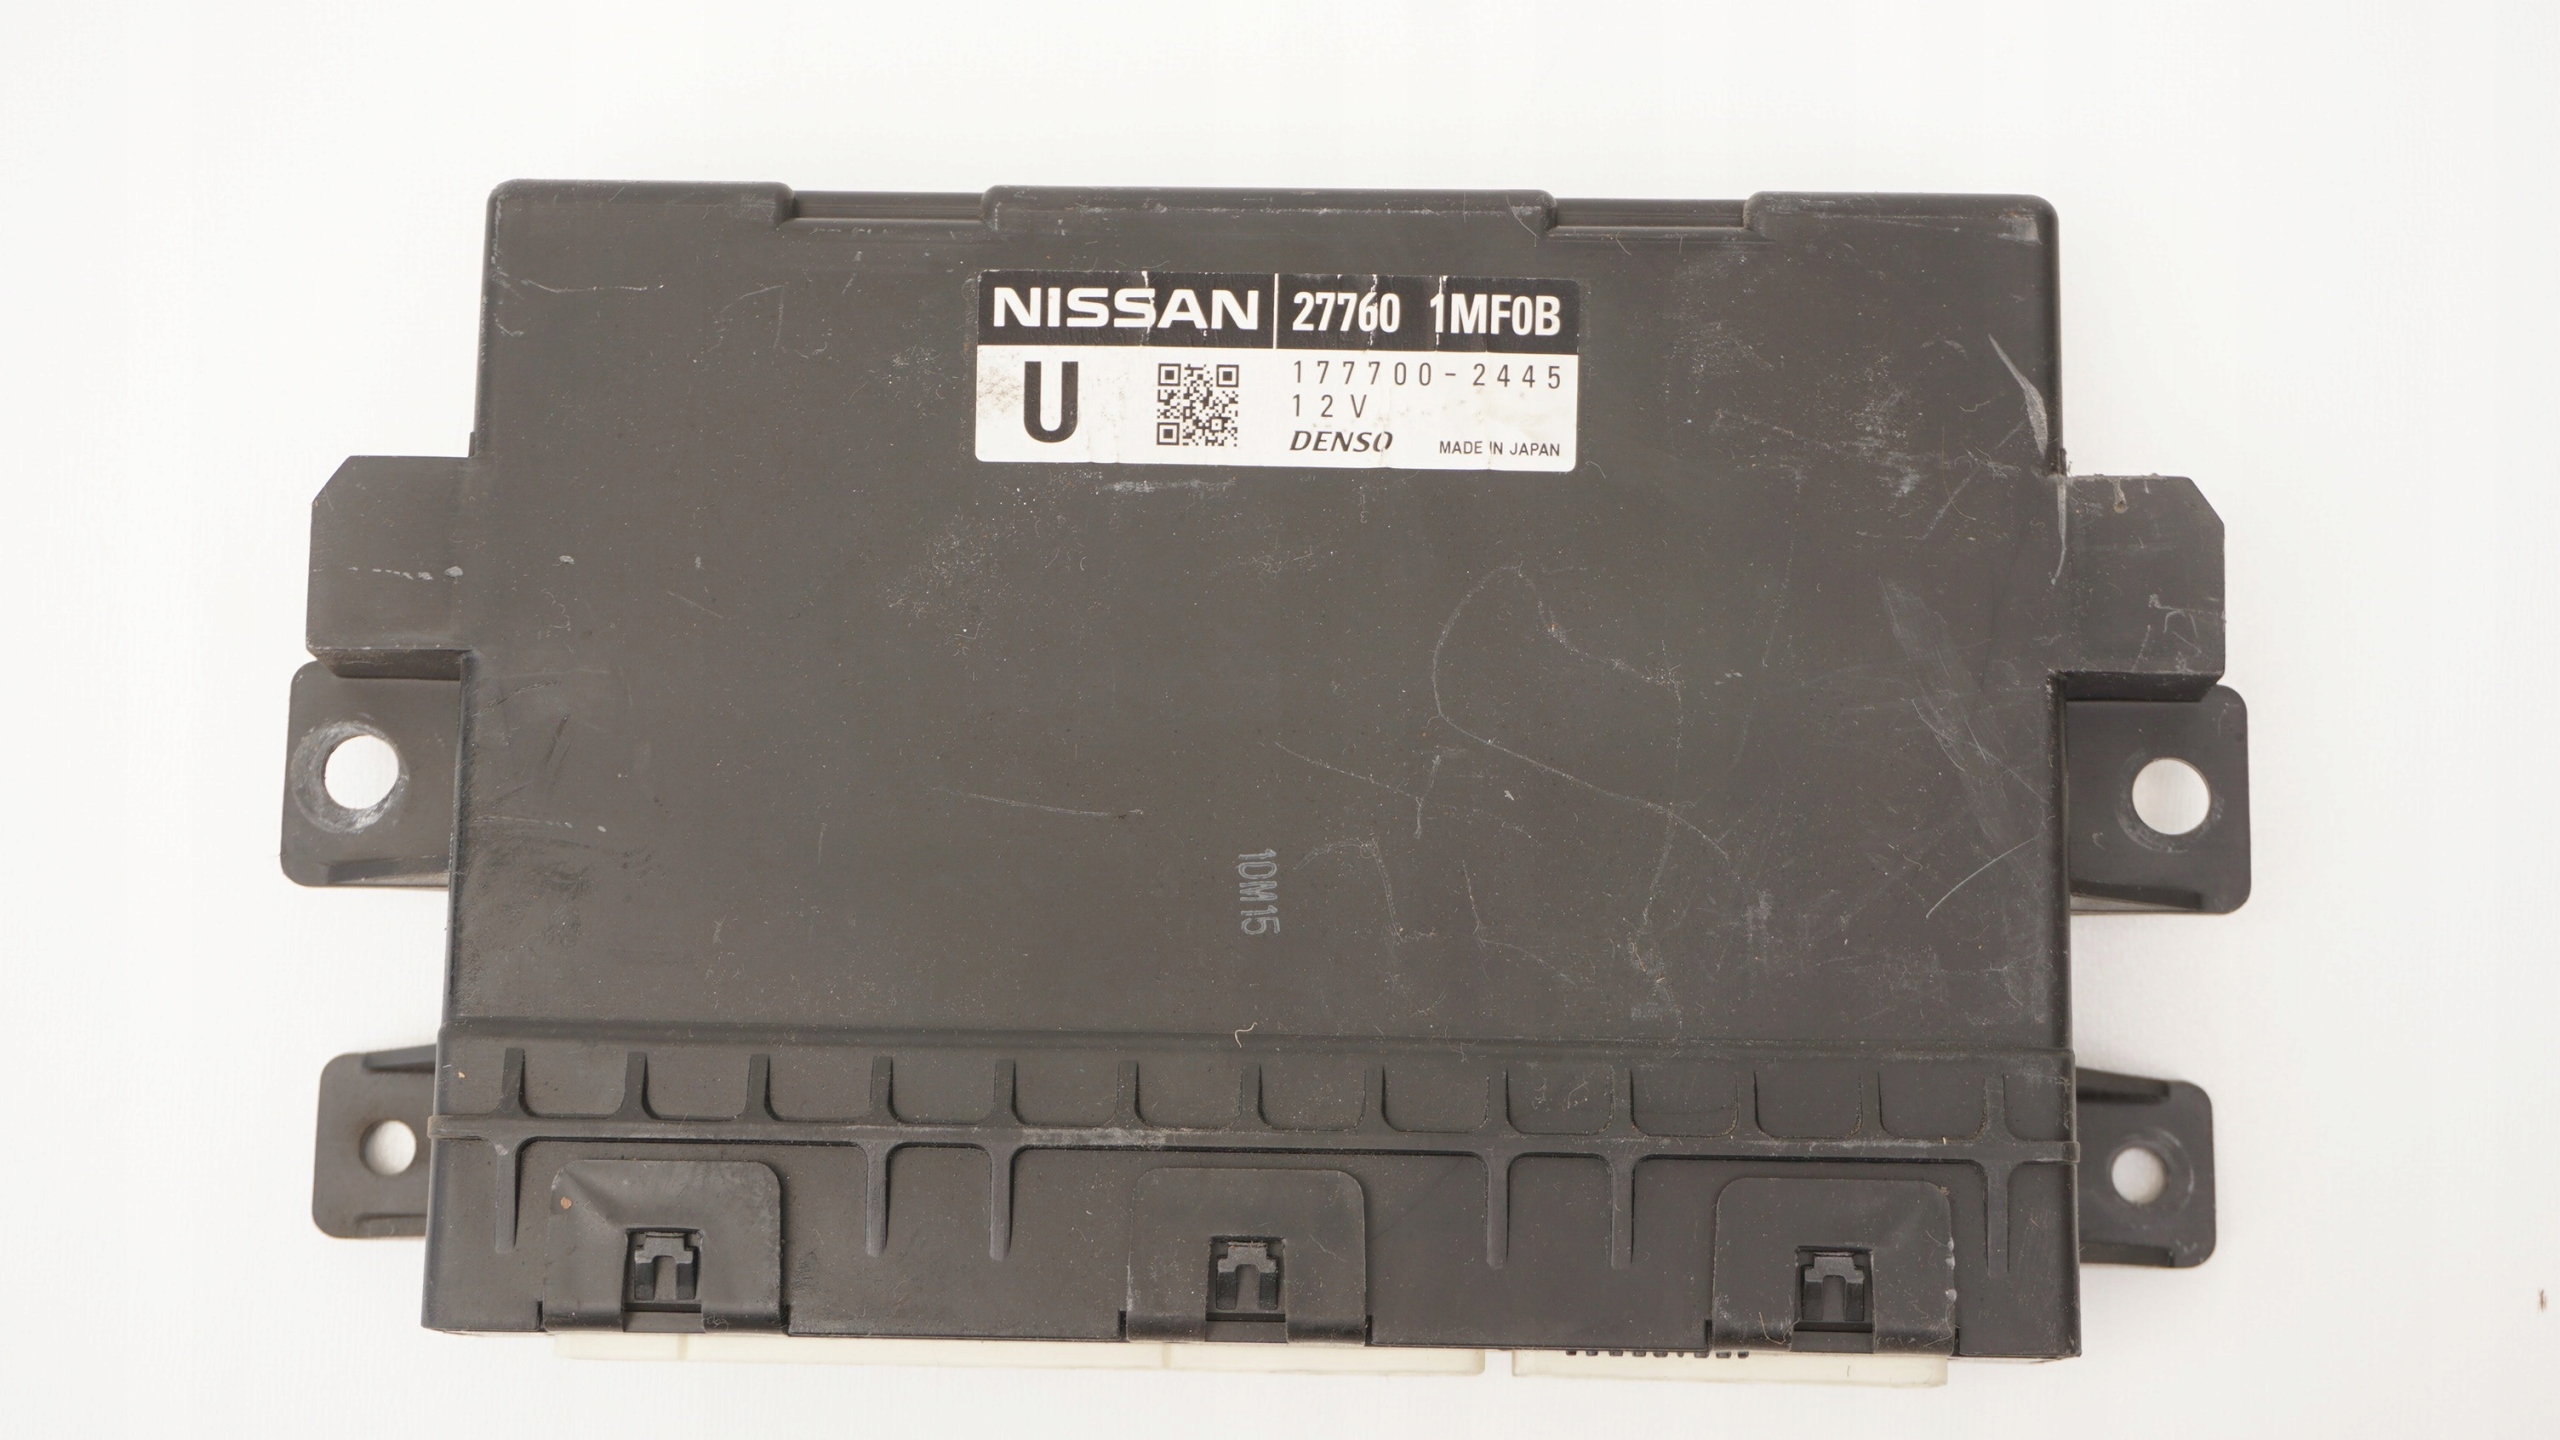 NISSAN 27760 1MF0B
U
177700-2445
12V
DENSO MADE IN JAPAN
10M15